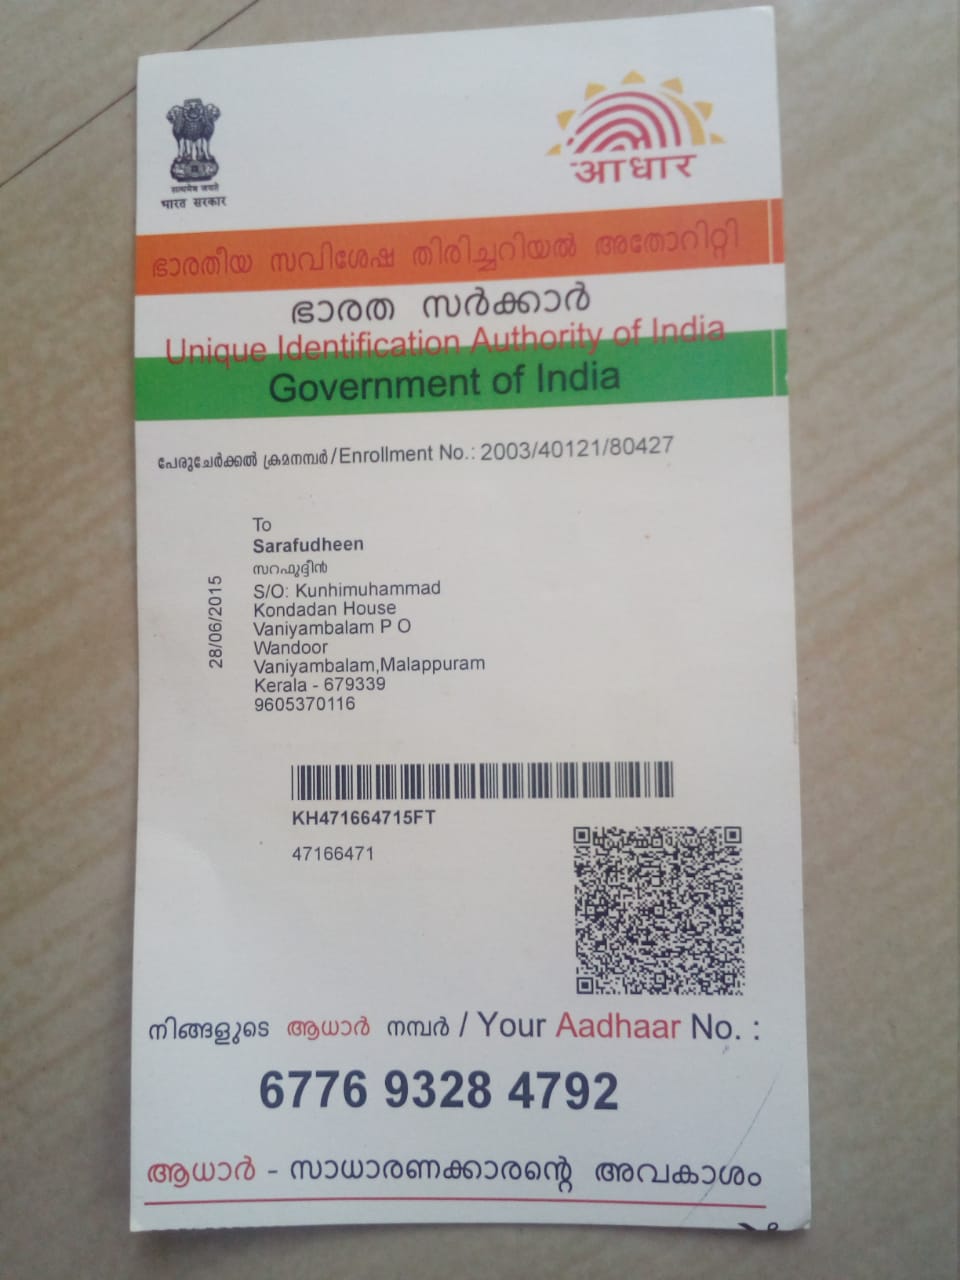 सत्यमेव जयते
भारत सरकार
आधार
ഭാരതീയ സവിശേഷ തിരിച്ചറിയൽ അതോറിറ്റി
ഭാരത സർക്കാർ
Unique Identification Authority of India
Government of India
പേരുചേർക്കൽ ക്രമനമ്പർ/Enrollment No.: 2003/40121/80427
To
Sarafudheen
സറഫുദ്ദീൻ
S/O: Kunhimuhammad
Kondadan House
Vaniyambalam P O
Wandoor
Vaniyambalam,Malappuram
Kerala - 679339
9605370116
28/06/2015
KH471664715FT
47166471
നിങ്ങളുടെ ആധാർ നമ്പർ / Your Aadhaar No. :
6776 9328 4792
ആധാർ - സാധാരണക്കാരന്റെ അവകാശം